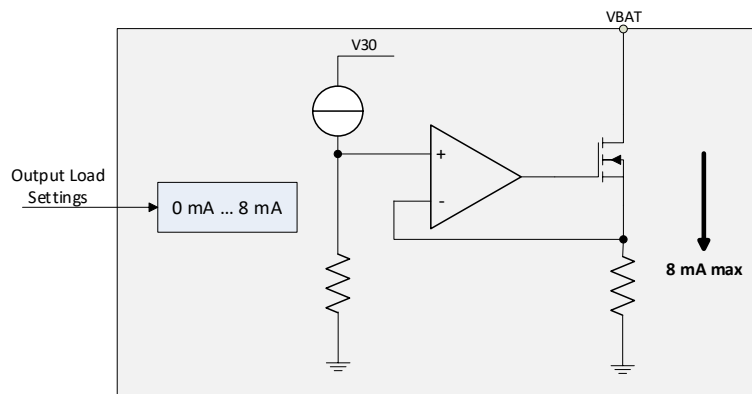 VBAT
V30
+
-
Output Load
Settings
0 mA ... 8 mA
8 mA max